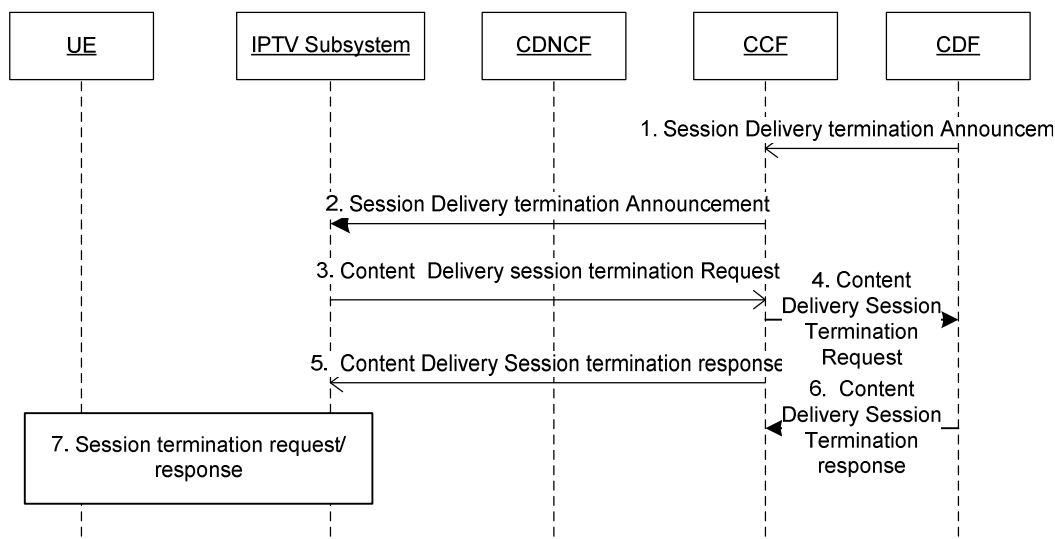 UE
IPTV Subsystem
CDNCF
CCF
CDF
1. Session Delivery termination Announcem
2. Session Delivery termination Announcement
3. Content Delivery session termination Request
4. Content
Delivery Session
Termination
Request
5. Content Delivery Session termination response
6. Content
Delivery Session
Termination
response
7. Session termination request/
response